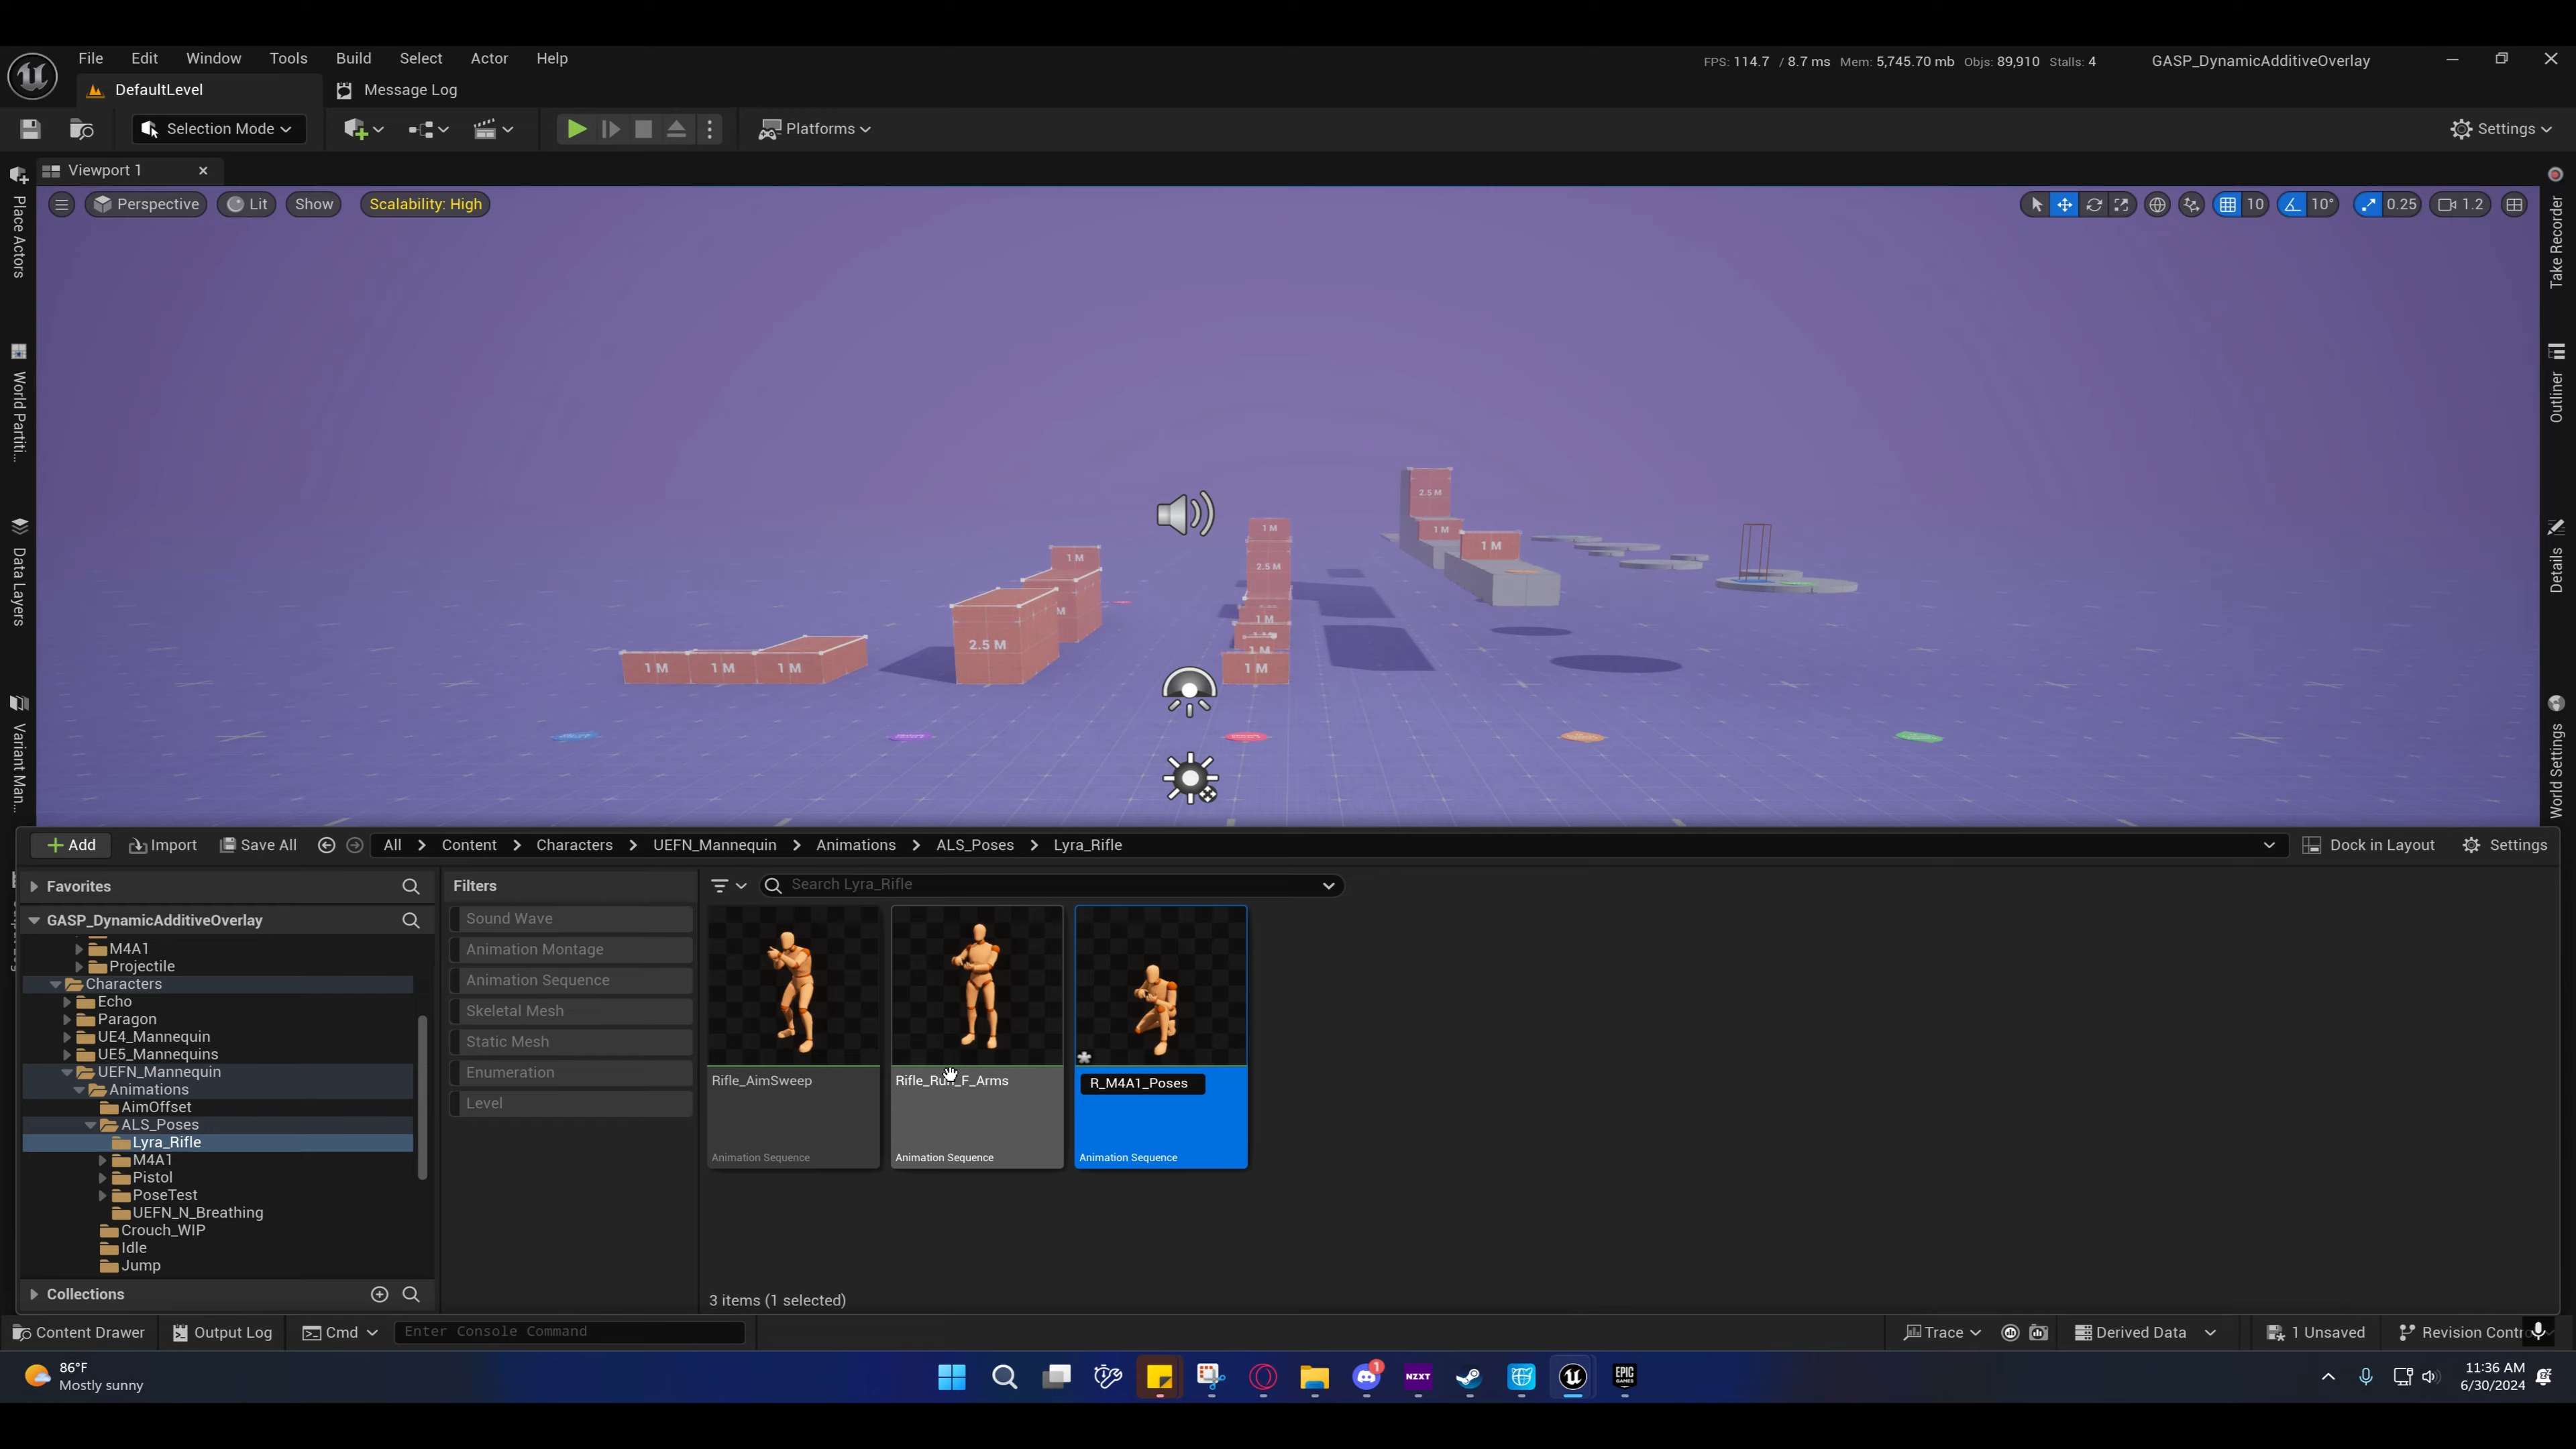 File Edit Window Tools Build Select Actor Help
FPS: 114.7 / 8.7 ms Mem: 5,745.70 mb Objs: 89,910 Stalls: 4
GASP_DynamicAdditiveOverlay
DefaultLevel
Message Log
Selection Mode
Platforms
Settings
Viewport 1
Perspective Lit Show Scalability: High
10 10° 0.25 1.2
Place Actors
World Partiti...
Data Layers
Variant Man...
Take Recorder
Outliner
Details
World Settings
2.5 M
1 M
1 M
1 M
1 M
2.5 M
M
1 M
1 M
2.5 M
1 M
1 M
1 M
1 M
1 M
Add Import Save All All Content Characters UEFN_Mannequin Animations ALS_Poses Lyra_Rifle Dock in Layout Settings
Favorites
GASP_DynamicAdditiveOverlay
M4A1
Projectile
Characters
Echo
Paragon
UE4_Mannequin
UE5_Mannequins
UEFN_Mannequin
Animations
AimOffset
ALS_Poses
Lyra_Rifle
M4A1
Pistol
PoseTest
UEFN_N_Breathing
Crouch_WIP
Idle
Jump
Collections
Filters
Sound Wave
Animation Montage
Animation Sequence
Skeletal Mesh
Static Mesh
Enumeration
Level
Search Lyra_Rifle
Rifle_AimSweep
Animation Sequence
Rifle_Run_F_Arms
Animation Sequence
R_M4A1_Poses
Animation Sequence
3 items (1 selected)
Content Drawer Output Log Cmd Enter Console Command Trace Derived Data 1 Unsaved Revision Contro
86°F
Mostly sunny
1
NZXT
EPIC
GAMES
11:36 AM
6/30/2024